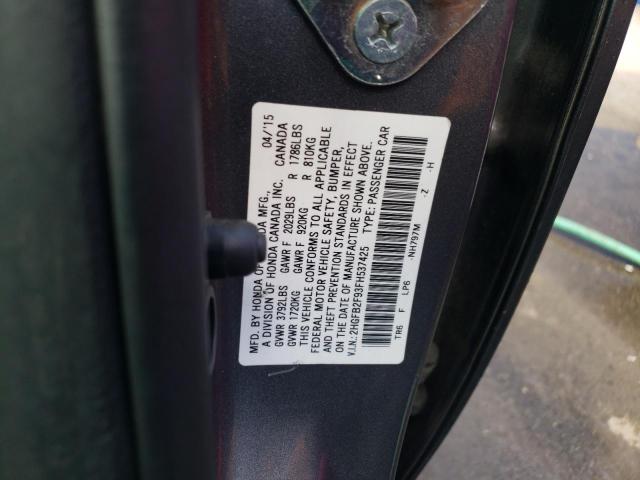 MFD. BY HONDA OF CANADA MFG., 04/'15
A DIVISION OF HONDA CANADA INC. CANADA
GVWR 3792LBS GAWR F 2029LBS R 1786LBS
GVWR 1720KG GAWR F 920KG R 810KG
THIS VEHICLE CONFORMS TO ALL APPLICABLE
FEDERAL MOTOR VEHICLE SAFETY, BUMPER,
AND THEFT PREVENTION STANDARDS IN EFFECT
ON THE DATE OF MANUFACTURE SHOWN ABOVE.
V.I.N.:2HGFB2F93FH537425 TYPE: PASSENGER CAR
TR6 F LP6 -NH797M -Z -H